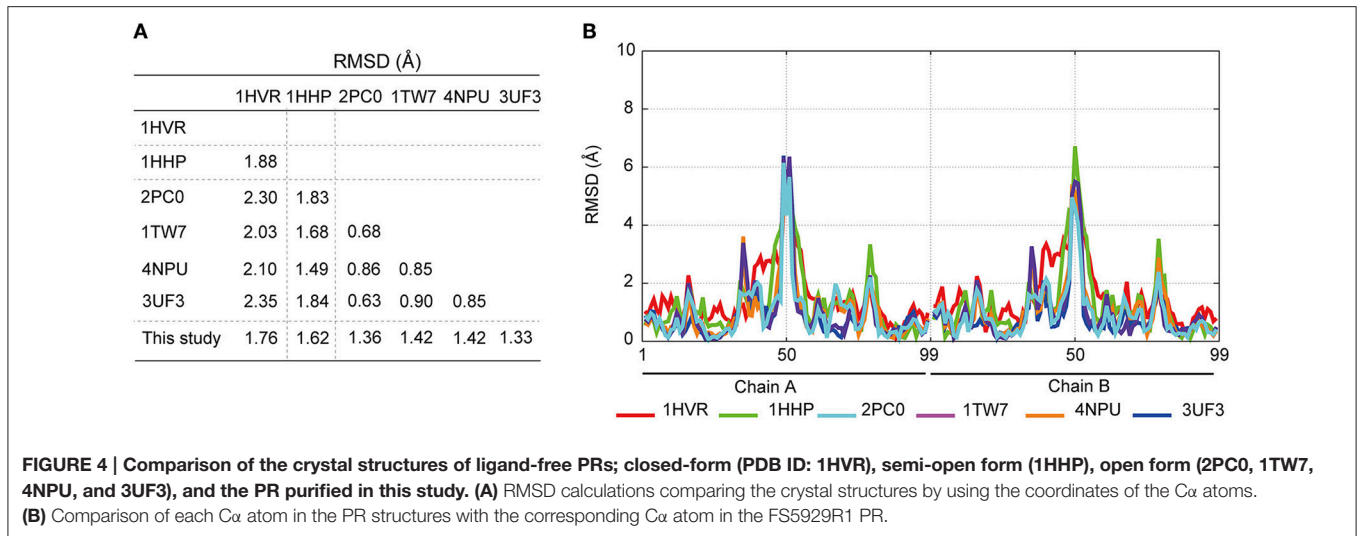 A
RMSD (Å)
1HVR 1HHP 2PC0 1TW7 4NPU 3UF3
1HVR
1HHP 1.88
2PC0 2.30 1.83
1TW7 2.03 1.68 0.68
4NPU 2.10 1.49 0.86 0.85
3UF3 2.35 1.84 0.63 0.90 0.85
This study 1.76 1.62 1.36 1.42 1.42 1.33
B
RMSD (Å)
10
8
6
4
2
0
1 50 99 50 99
Chain A Chain B
1HVR 1HHP 2PC0 1TW7 4NPU 3UF3
FIGURE 4 | Comparison of the crystal structures of ligand-free PRs; closed-form (PDB ID: 1HVR), semi-open form (1HHP), open form (2PC0, 1TW7,
4NPU, and 3UF3), and the PR purified in this study. (A) RMSD calculations comparing the crystal structures by using the coordinates of the Cα atoms.
(B) Comparison of each Cα atom in the PR structures with the corresponding Cα atom in the FS5929R1 PR.